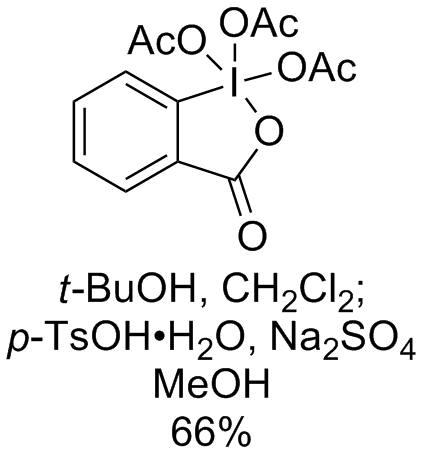 AcO OAc
OAc
I
O
O
t-BuOH, CH₂Cl₂;
p-TsOH•H₂O, Na₂SO₄
MeOH
66%